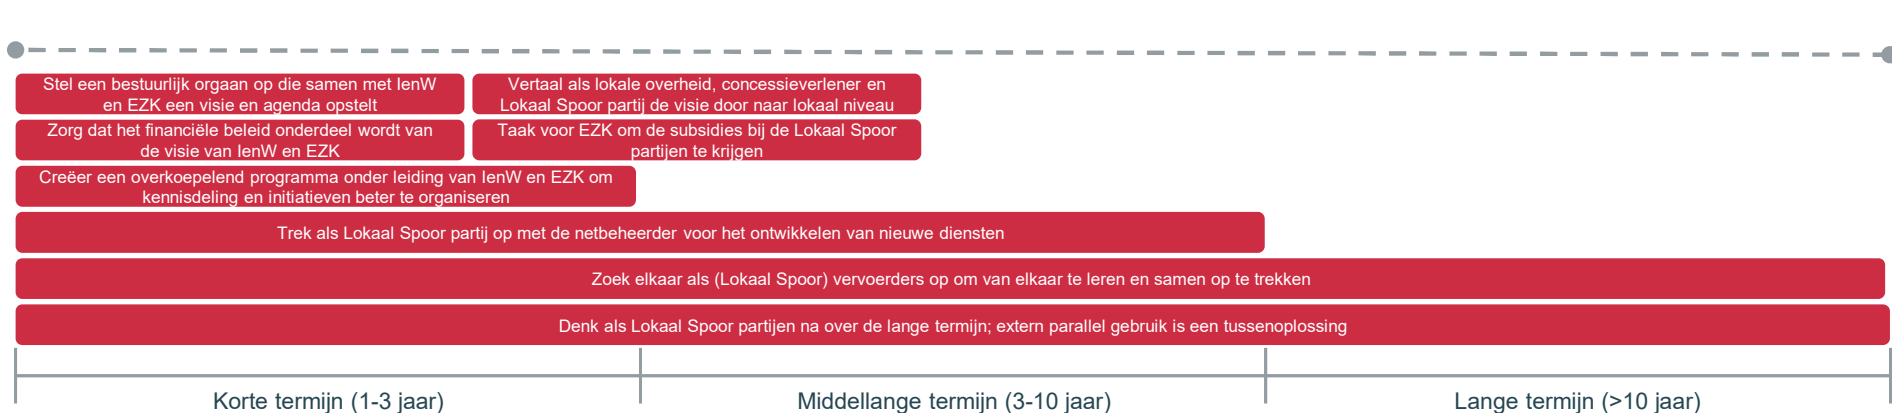 Stel een bestuurlijk orgaan op die samen met IenW
en EZK een visie en agenda opstelt
Vertaal als lokale overheid, concessieverlener en
Lokaal Spoor partij de visie door naar lokaal niveau
Zorg dat het financiële beleid onderdeel wordt van
de visie van IenW en EZK
Taak voor EZK om de subsidies bij de Lokaal Spoor
partijen te krijgen
Creëer een overkoepelend programma onder leiding van IenW en EZK om
kennisdeling en initiatieven beter te organiseren
Trek als Lokaal Spoor partij op met de netbeheerder voor het ontwikkelen van nieuwe diensten
Zoek elkaar als (Lokaal Spoor) vervoerders op om van elkaar te leren en samen op te trekken
Denk als Lokaal Spoor partijen na over de lange termijn; extern parallel gebruik is een tussenoplossing
Korte termijn (1-3 jaar)
Middellange termijn (3-10 jaar)
Lange termijn (>10 jaar)